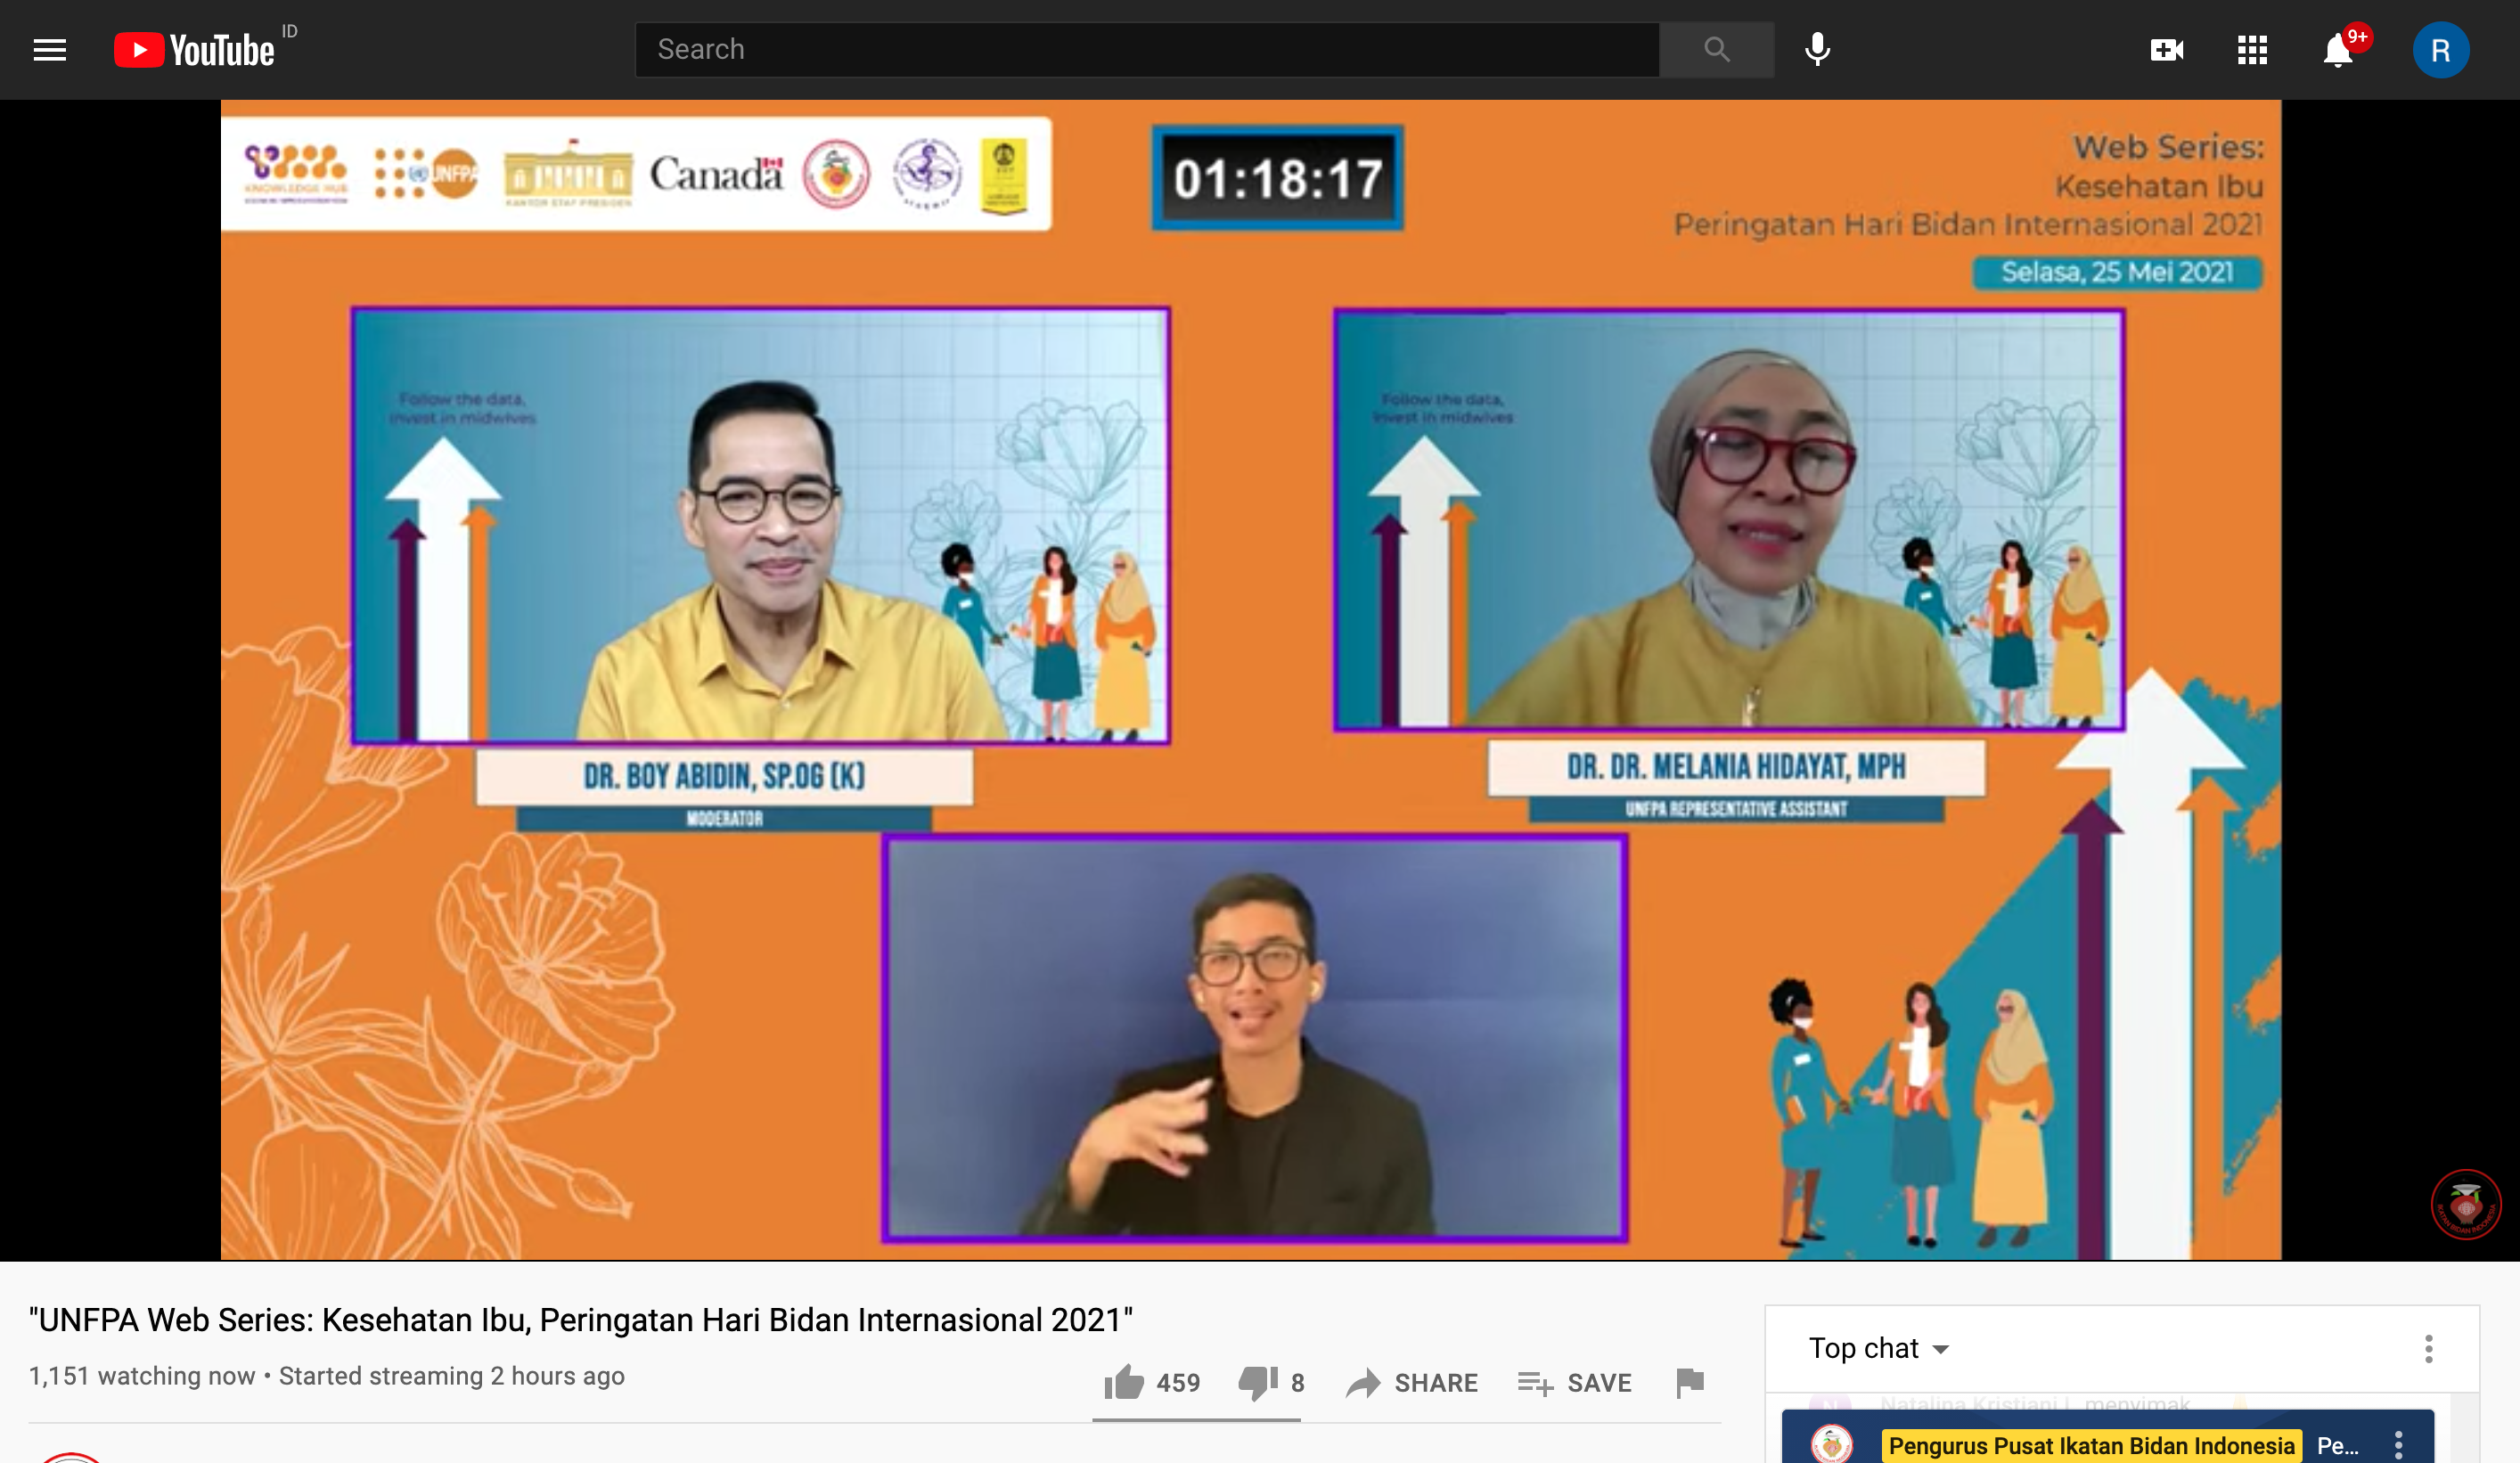 YouTube ID
Search
9+
R
KNOWLEDGE HUB
UNFPA
KANTOR STAF PRESIDEN
Canada
01:18:17
Web Series:
Kesehatan Ibu
Peringatan Hari Bidan Internasional 2021
Selasa, 25 Mei 2021
Follow the data,
invest in midwives
Follow the data,
invest in midwives
DR. BOY ABIDIN, SP.OG (K)
MODERATOR
DR. DR. MELANIA HIDAYAT, MPH
UNFPA REPRESENTATIVE ASSISTANT
IKATAN BIDAN INDONESIA
"UNFPA Web Series: Kesehatan Ibu, Peringatan Hari Bidan Internasional 2021"
1,151 watching now • Started streaming 2 hours ago
459
8
SHARE
SAVE
Top chat
Natalina Kristiani L menyimak
Pengurus Pusat Ikatan Bidan Indonesia Pe...